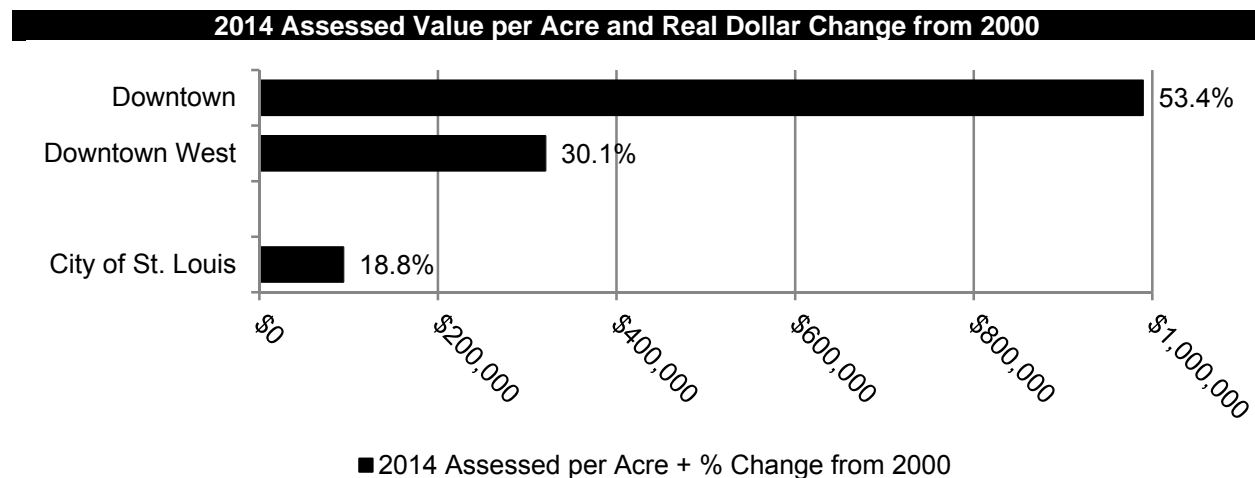 2014 Assessed Value per Acre and Real Dollar Change from 2000
Downtown
53.4%
Downtown West
30.1%
City of St. Louis
18.8%
$0
$200,000
$400,000
$600,000
$800,000
$1,000,000
2014 Assessed per Acre + % Change from 2000